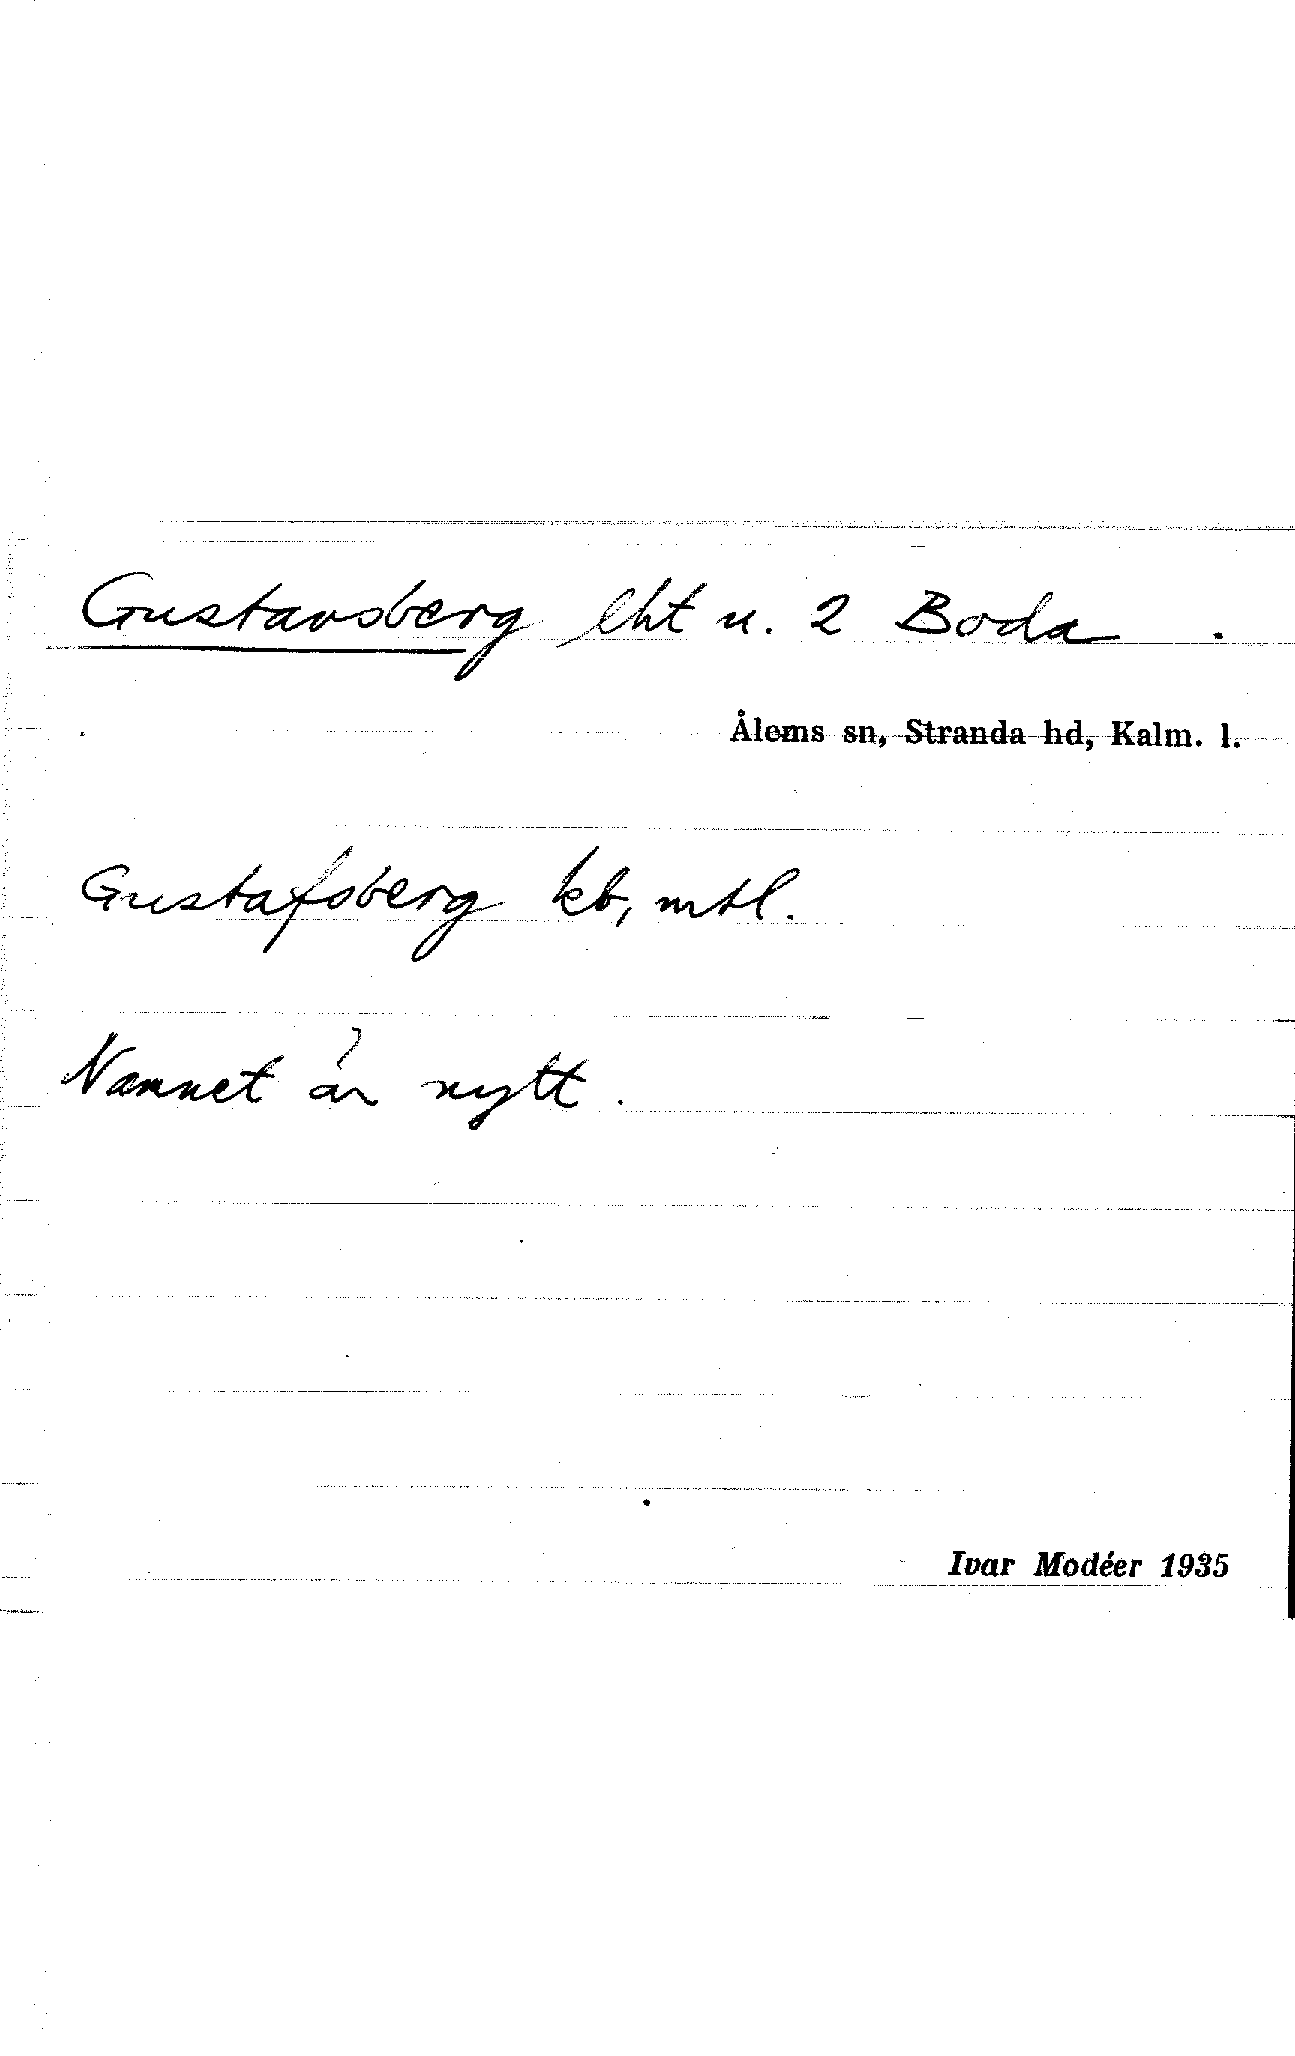 Gustavsberg lht u. 2 Boda .
Ålems sn, Stranda hd, Kalm. l.
Gustafsberg kb, mtl.
Namnet är nytt.
Ivar Modéer 1935